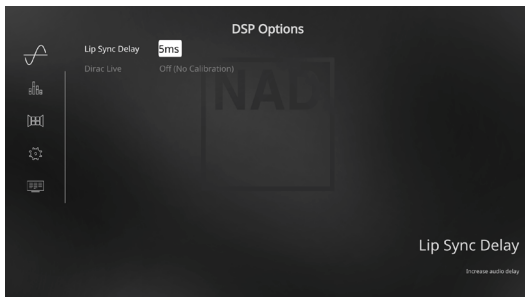 DSP Options
Lip Sync Delay 5ms
Dirac Live Off (No Calibration)
NAD
Lip Sync Delay
Increase audio delay